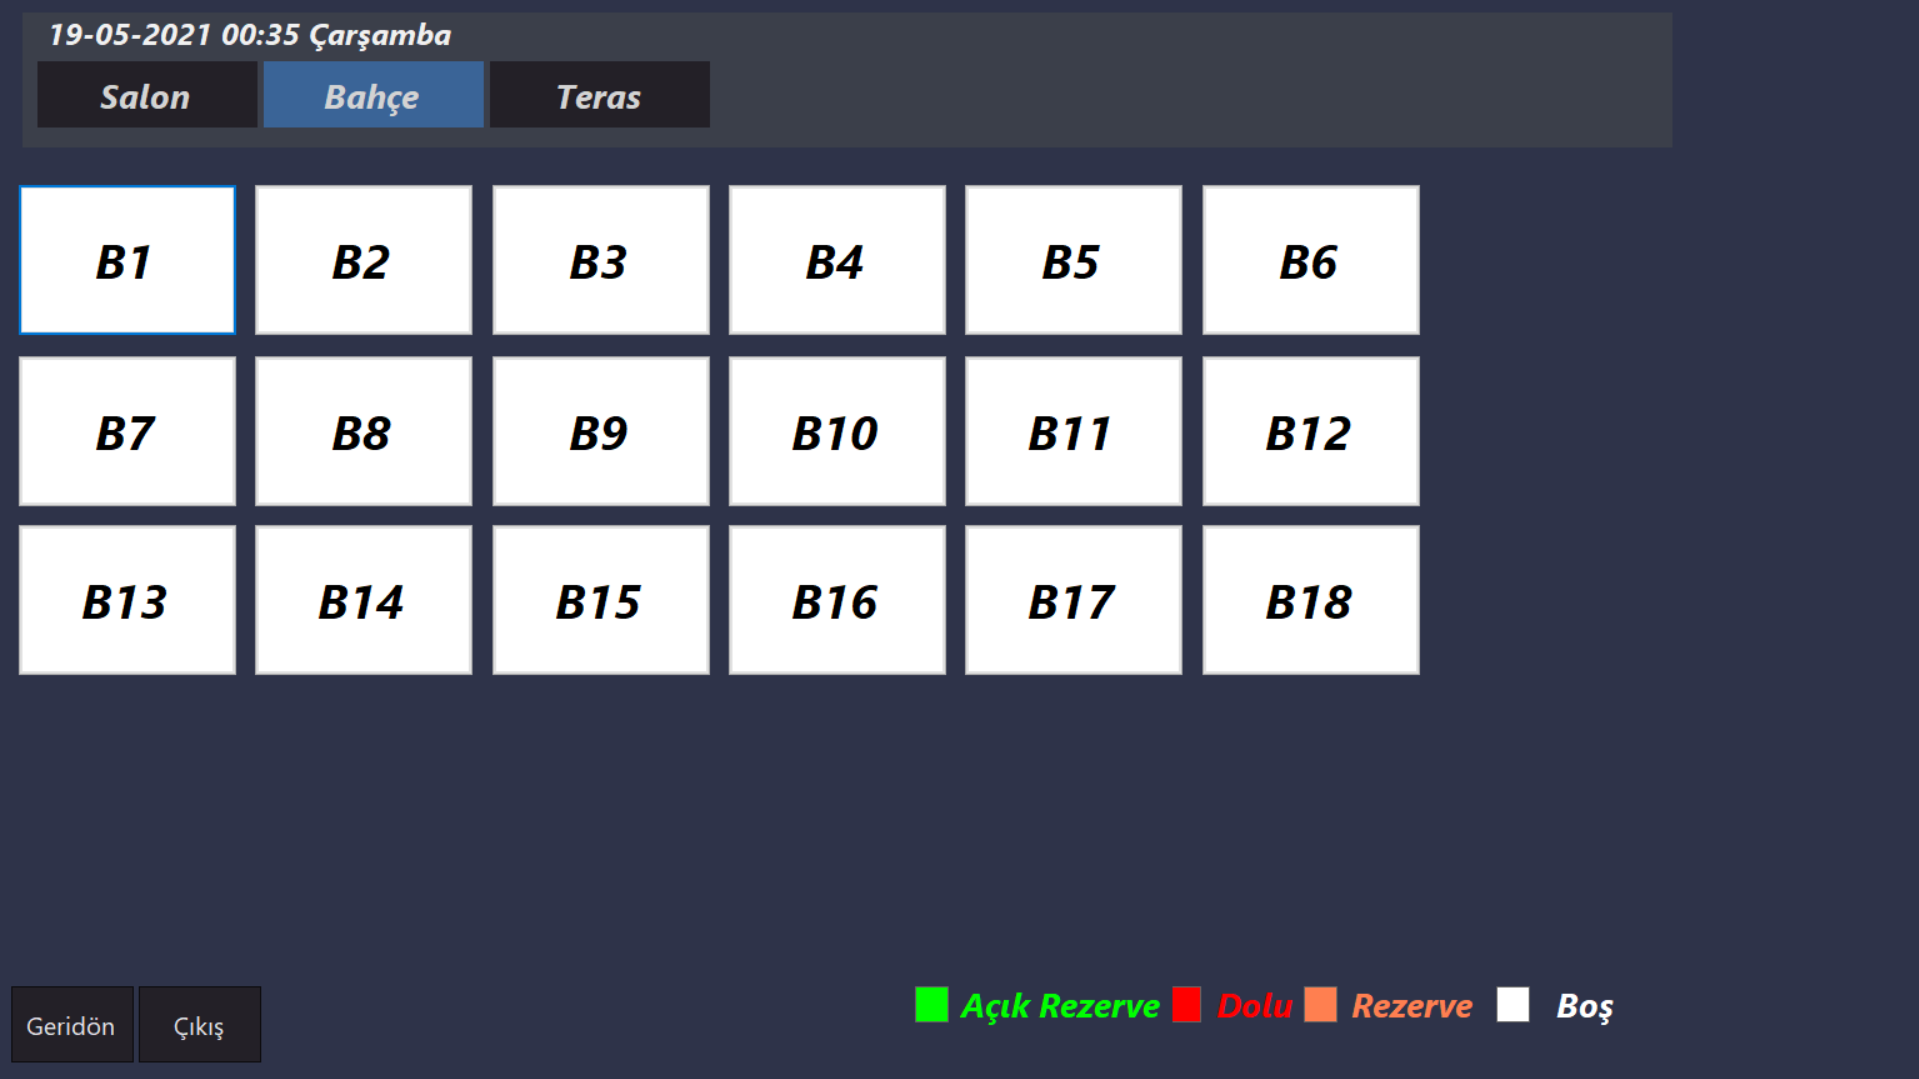 19-05-2021 00:35 Çarşamba
Salon Bahçe Teras
B1 B2 B3 B4 B5 B6
B7 B8 B9 B10 B11 B12
B13 B14 B15 B16 B17 B18
Geridön Çıkış Açık Rezerve Dolu Rezerve Boş